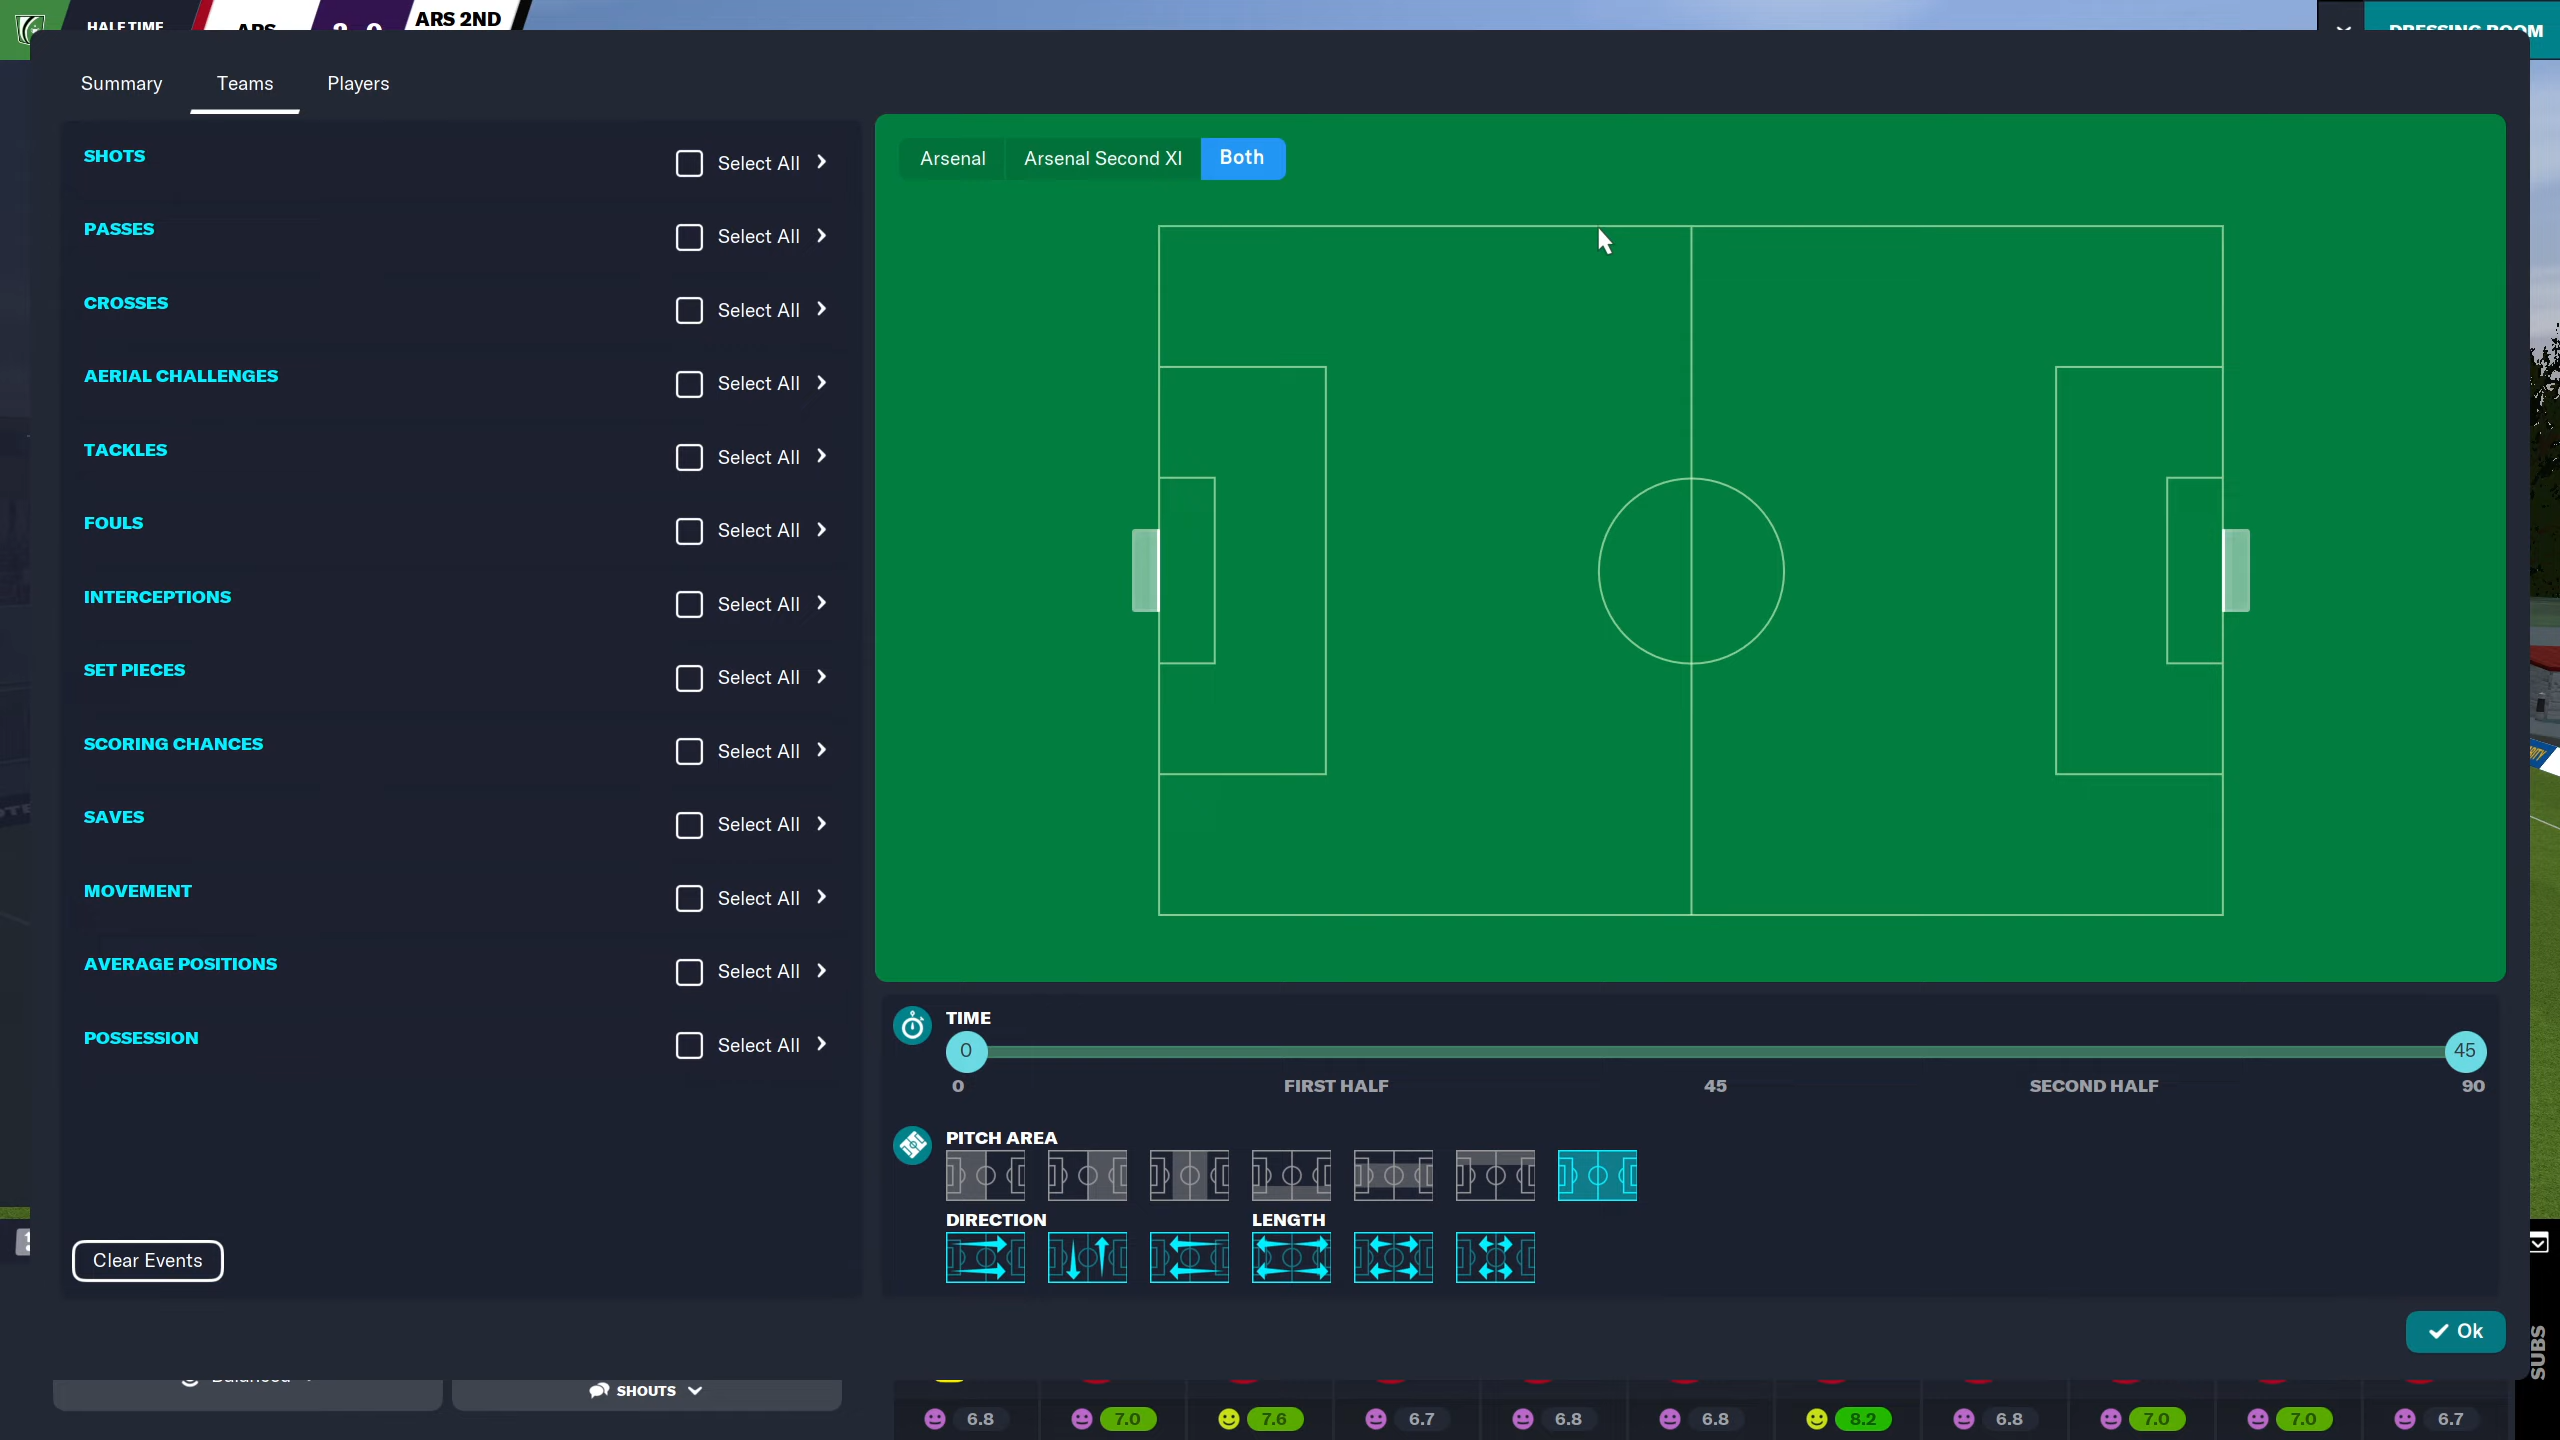 HALF TIME
ARS
ARS 2ND
DRESSING ROOM
Summary
Teams
Players
SHOTS
Select All
PASSES
Select All
CROSSES
Select All
AERIAL CHALLENGES
Select All
TACKLES
Select All
FOULS
Select All
INTERCEPTIONS
Select All
SET PIECES
Select All
SCORING CHANCES
Select All
SAVES
Select All
MOVEMENT
Select All
AVERAGE POSITIONS
Select All
POSSESSION
Select All
Clear Events
Arsenal
Arsenal Second XI
Both
TIME
0
45
0
FIRST HALF
45
SECOND HALF
90
PITCH AREA
DIRECTION
LENGTH
Ok
SUBS
Balanced
SHOUTS
6.8
7.0
7.6
6.7
6.8
6.8
8.2
6.8
7.0
7.0
6.7